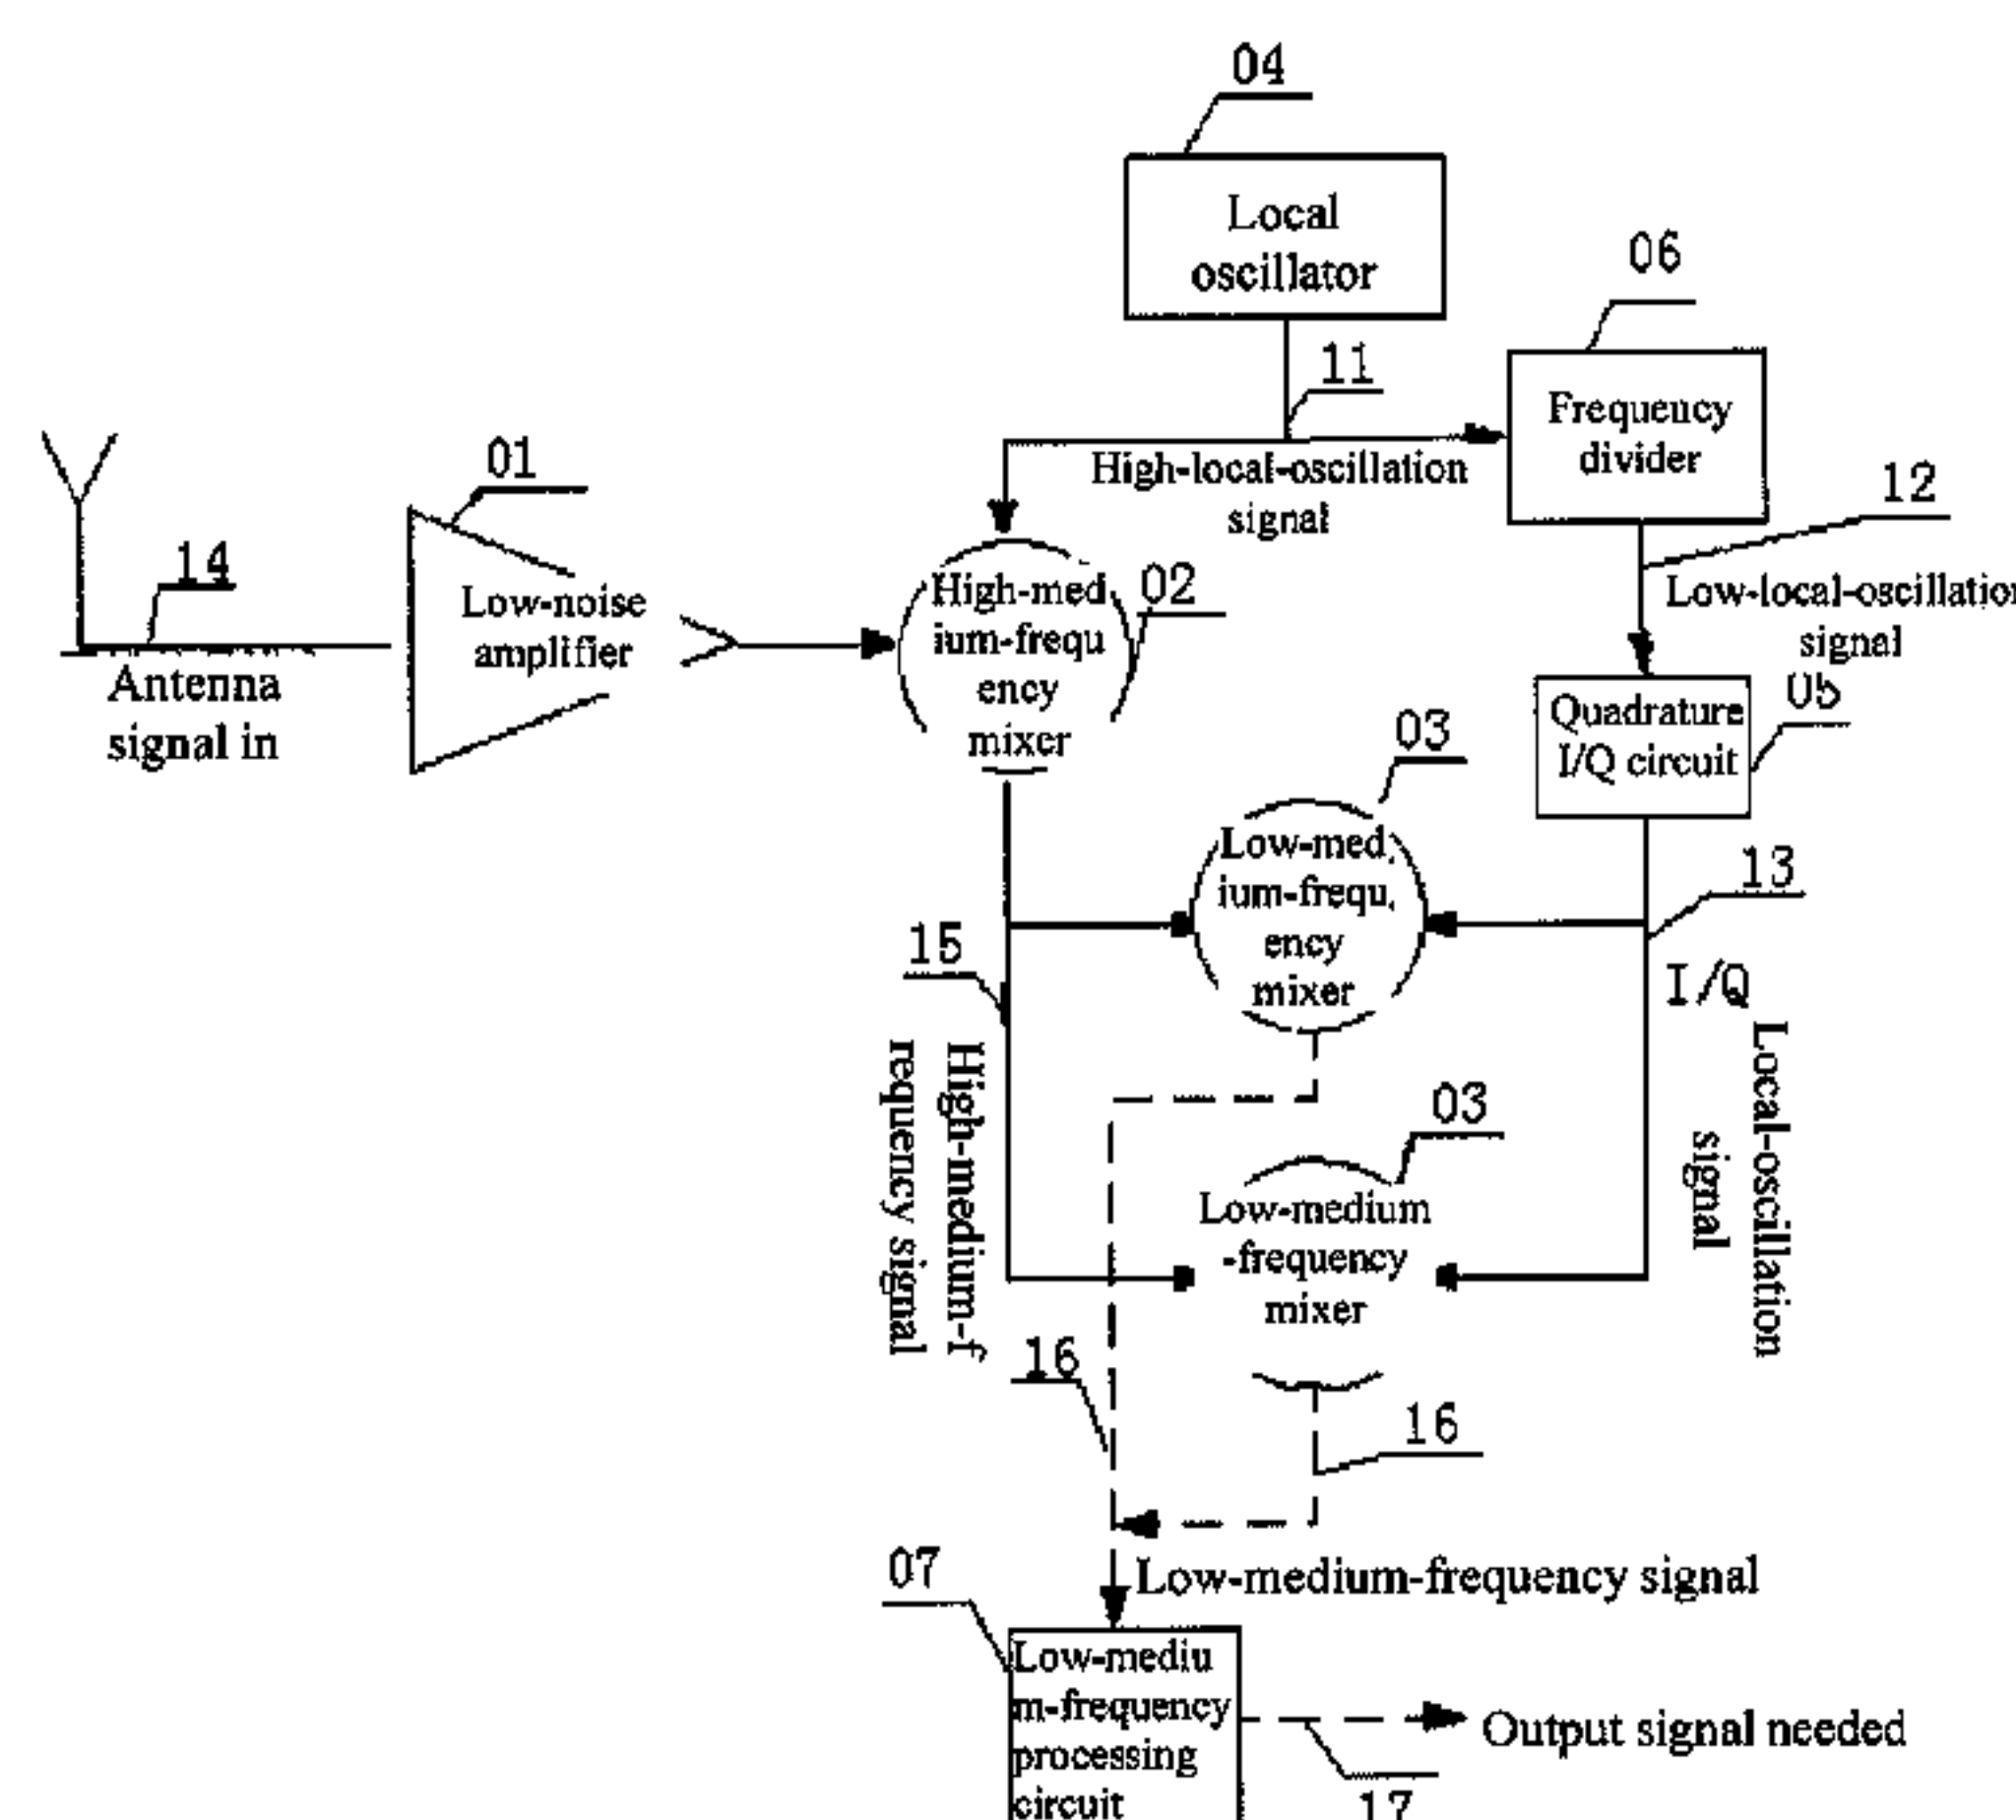 04
Local
oscillator
06
11
Frequency
divider
High-local-oscillation
signal
12
01
14
Low-noise
amplifier
Antenna
signal in
High-med
ium-frequ
ency
mixer
02
Low-local-oscillation
signal
05
Quadrature
I/Q circuit
03
Low-med
ium-frequ
ency
mixer
13
15
I/Q
Local-oscillation
signal
High-medium-f
requency signal
03
Low-medium
-frequency
mixer
16
16
07
Low-medium-frequency signal
Low-mediu
m-frequency
processing
circuit
Output signal needed
17